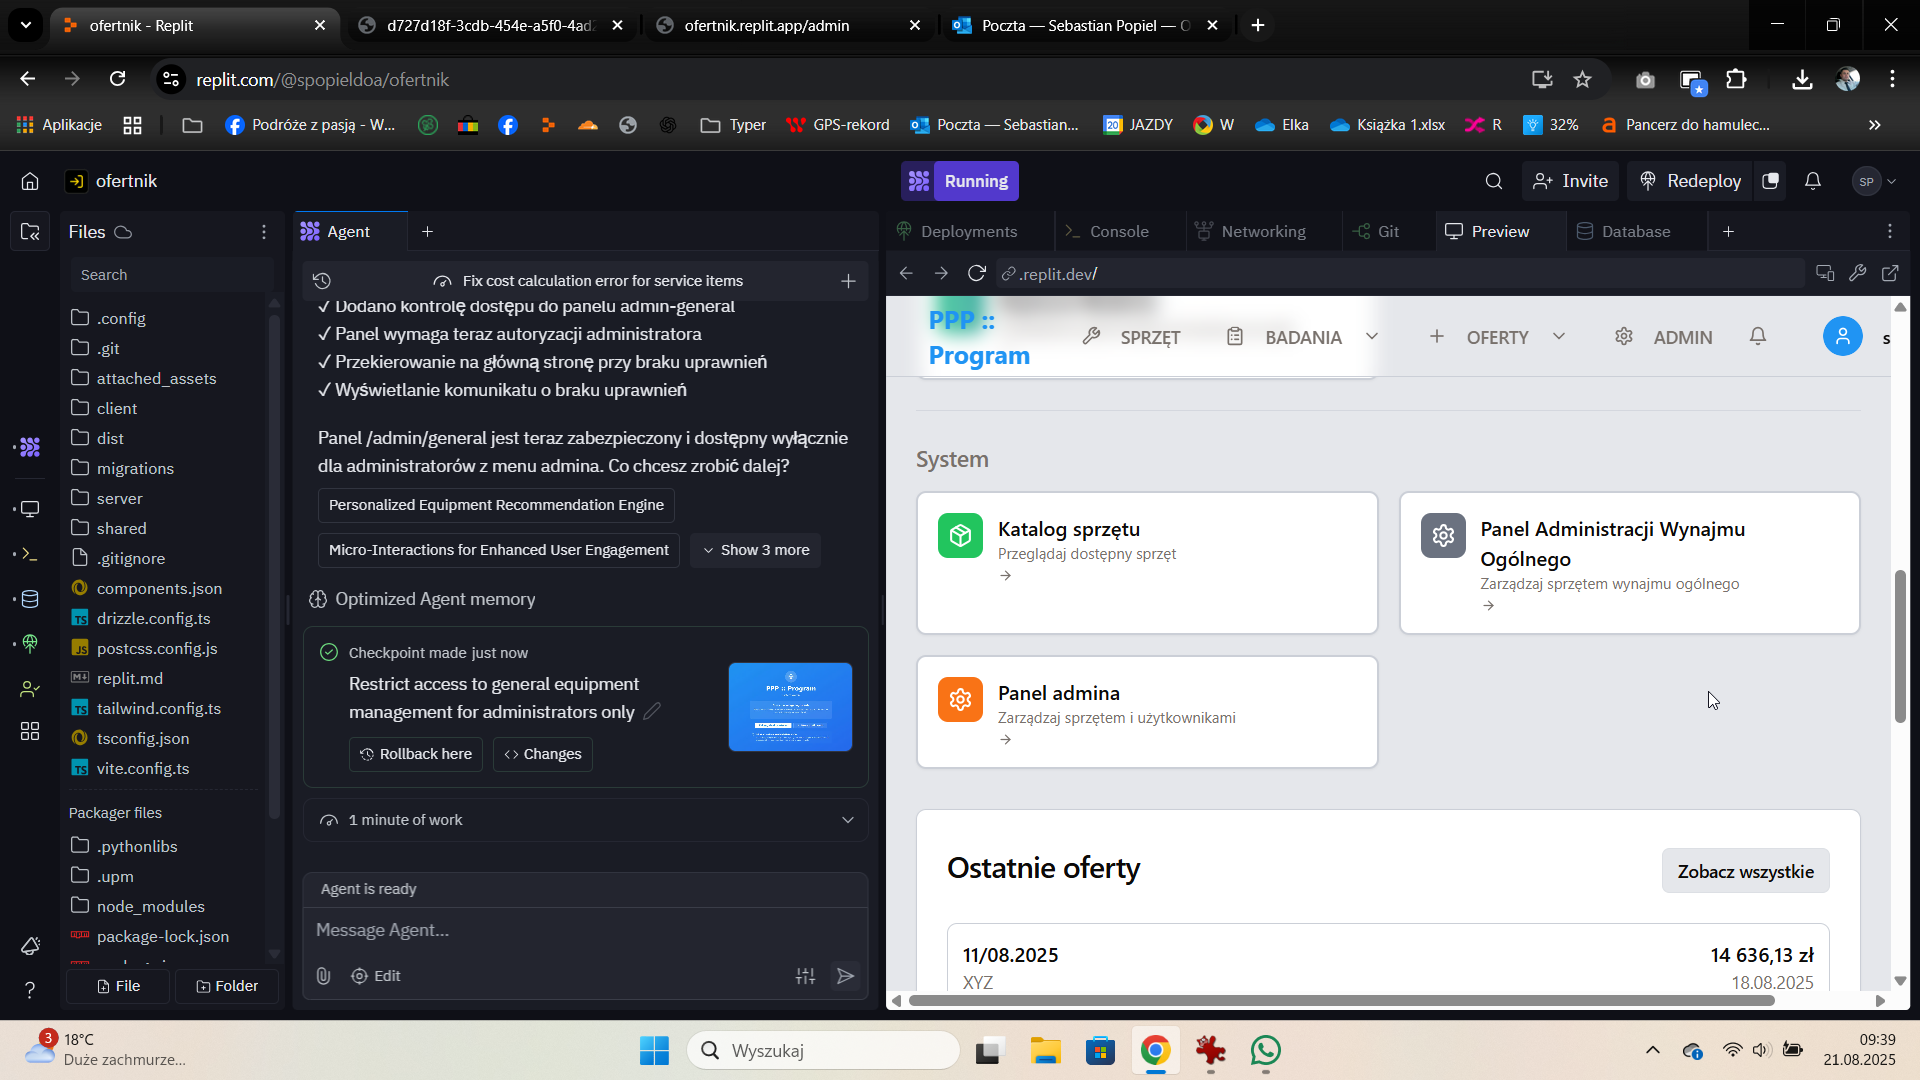 ofertnik - Replit
d727d18f-3cdb-454e-a5f0-4ad
ofertnik.replit.app/admin
Poczta — Sebastian Popiel — O
replit.com/@spopieldoa/ofertnik
Aplikacje
Podróże z pasją - W...
Typer
GPS-rekord
Poczta — Sebastian...
JAZDY
W
Elka
Książka 1.xlsx
R
32%
Pancerz do hamulec...
ofertnik
Running
Invite
Redeploy
SP
Files
Agent
Deployments
Console
Networking
Git
Preview
Database
Search
Fix cost calculation error for service items
.replit.dev/
.config
.git
attached_assets
client
dist
migrations
server
shared
.gitignore
components.json
drizzle.config.ts
postcss.config.js
replit.md
tailwind.config.ts
tsconfig.json
vite.config.ts
Packager files
.pythonlibs
.upm
node_modules
package-lock.json
File
Folder
✓ Dodano kontrolę dostępu do panelu admin-general
✓ Panel wymaga teraz autoryzacji administratora
✓ Przekierowanie na główną stronę przy braku uprawnień
✓ Wyświetlanie komunikatu o braku uprawnień
Panel /admin/general jest teraz zabezpieczony i dostępny wyłącznie
dla administratorów z menu admina. Co chcesz zrobić dalej?
Personalized Equipment Recommendation Engine
Micro-Interactions for Enhanced User Engagement
Show 3 more
Optimized Agent memory
Checkpoint made just now
Restrict access to general equipment
management for administrators only
Rollback here
Changes
PPP :: Program
1 minute of work
Agent is ready
Message Agent...
Edit
PPP ::
Program
SPRZĘT
BADANIA
OFERTY
ADMIN
s
System
Katalog sprzętu
Przeglądaj dostępny sprzęt
→
Panel Administracji Wynajmu
Ogólnego
Zarządzaj sprzętem wynajmu ogólnego
→
Panel admina
Zarządzaj sprzętem i użytkownikami
→
Ostatnie oferty
Zobacz wszystkie
11/08.2025
14 636,13 zł
XYZ
18.08.2025
3
18°C
Duże zachmurze...
Wyszukaj
09:39
21.08.2025